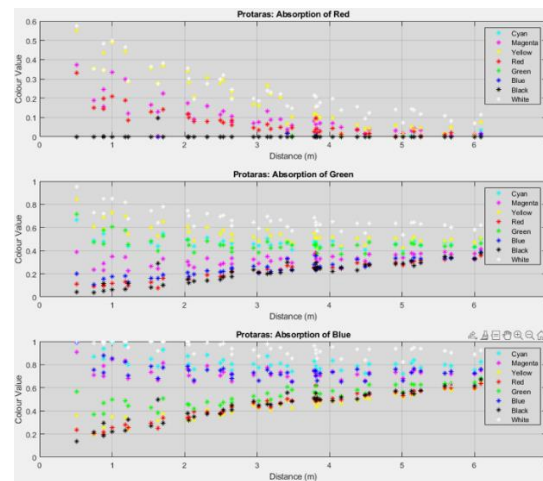 Protaras: Absorption of Red
0.6
0.5
0.4
0.3
0.2
0.1
0
Colour Value
0 1 2 3 4 5 6
Distance (m)
Cyan
Magenta
Yellow
Red
Green
Blue
Black
White
Protaras: Absorption of Green
1
0.8
0.6
0.4
0.2
0
Colour Value
0 1 2 3 4 5 6
Distance (m)
Cyan
Magenta
Yellow
Red
Green
Blue
Black
White
Protaras: Absorption of Blue
1
0.8
0.6
0.4
0.2
0
Colour Value
0 1 2 3 4 5 6
Distance (m)
Cyan
Magenta
Yellow
Red
Green
Blue
Black
White